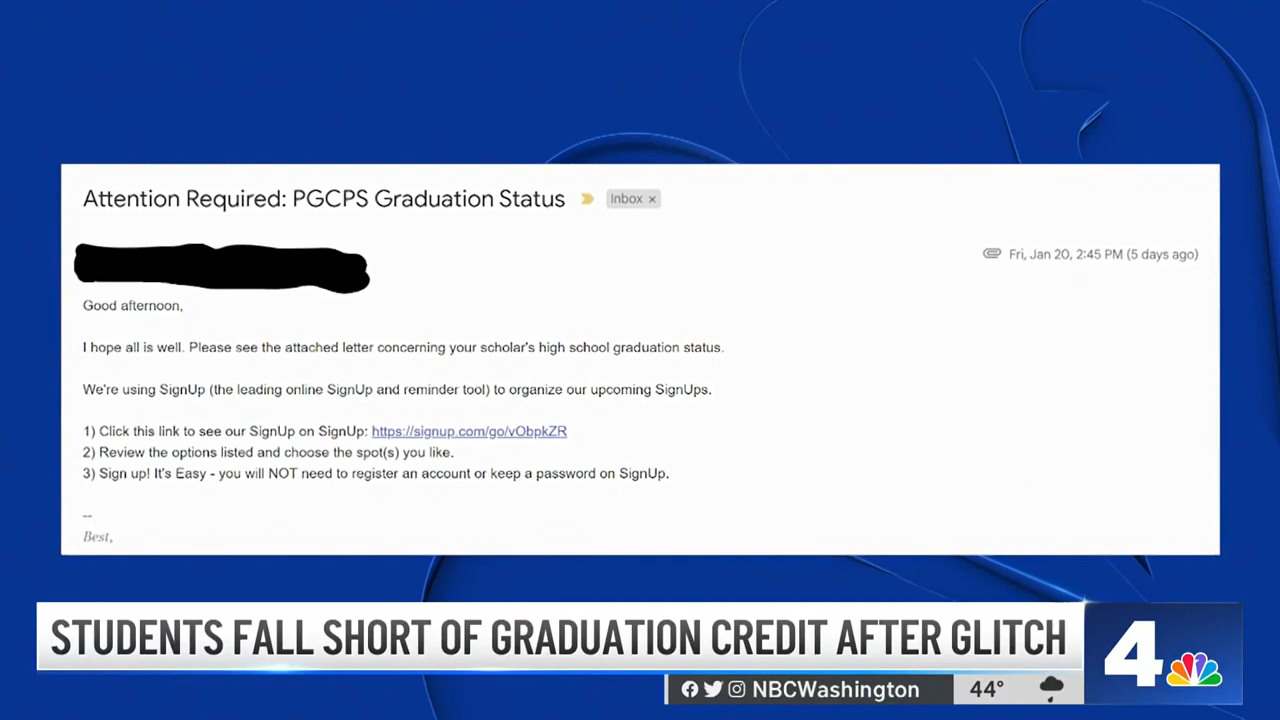 Attention Required: PGCPS Graduation Status Inbox x
Fri, Jan 20, 2:45 PM (5 days ago)
Good afternoon,
I hope all is well. Please see the attached letter concerning your scholar's high school graduation status.
We're using SignUp (the leading online SignUp and reminder tool) to organize our upcoming SignUps.
1) Click this link to see our SignUp on SignUp: https://signup.com/go/vObpkZR
2) Review the options listed and choose the spot(s) you like.
3) Sign up! It's Easy - you will NOT need to register an account or keep a password on SignUp.
--
Best,
STUDENTS FALL SHORT OF GRADUATION CREDIT AFTER GLITCH
4
NBCWashington 44°